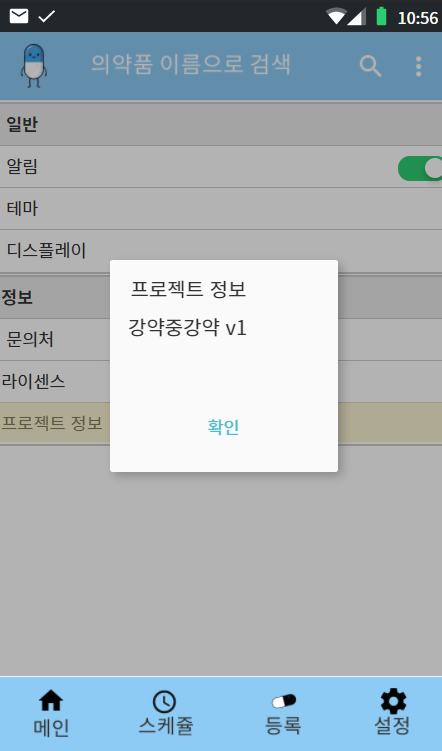 10:56
의약품 이름으로 검색
일반
알림
테마
디스플레이
정보
문의처
라이센스
프로젝트 정보
프로젝트 정보
강약중강약 v1
확인
메인
스케쥴
등록
설정